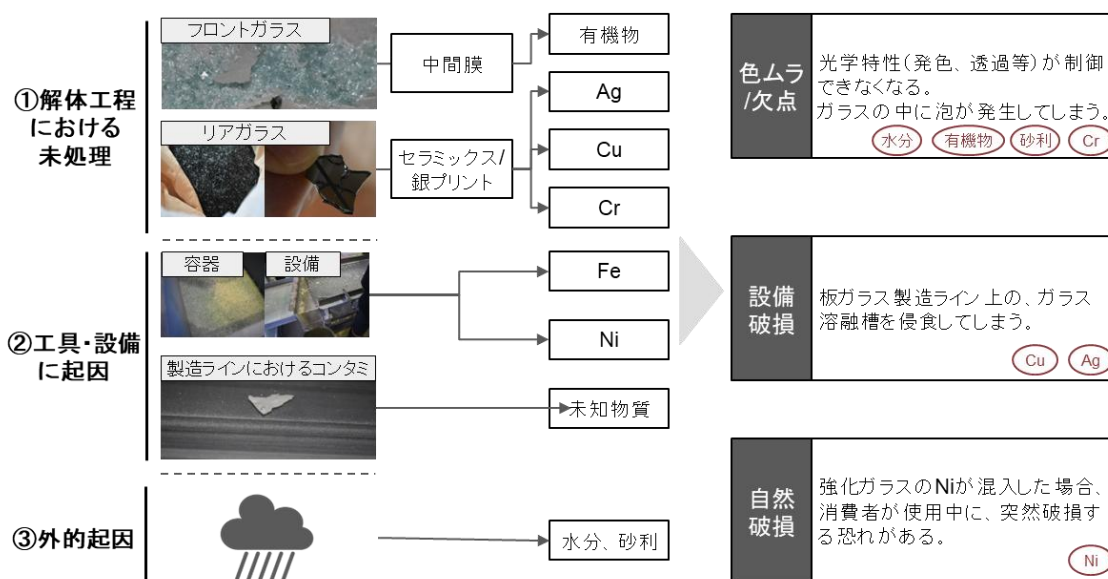 ①解体工程
における
未処理
フロントガラス
リアガラス
中間膜
セラミックス/
銀プリント
有機物
Ag
Cu
Cr
②工具・設備
に起因
容器
設備
製造ラインにおけるコンタミ
Fe
Ni
未知物質
③外的起因
水分、砂利
色ムラ
/欠点
光学特性(発色、透過等)が制御
できなくなる。
ガラスの中に泡が発生してしまう。
水分
有機物
砂利
Cr
設備
破損
板ガラス製造ライン上の、ガラス
溶融槽を侵食してしまう。
Cu
Ag
自然
破損
強化ガラスのNiが混入した場合、
消費者が使用中に、突然破損す
る恐れがある。
Ni